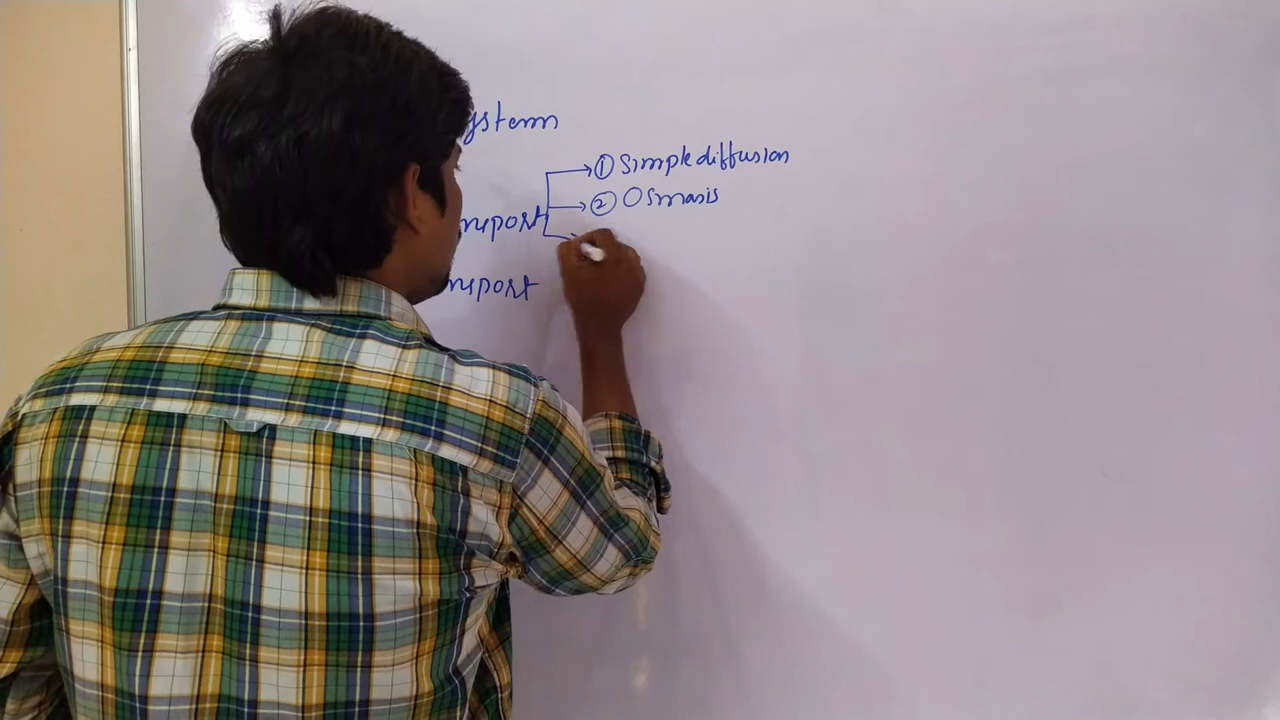 ystem
① Simple diffusion
② Osmosis
nsport
nsport